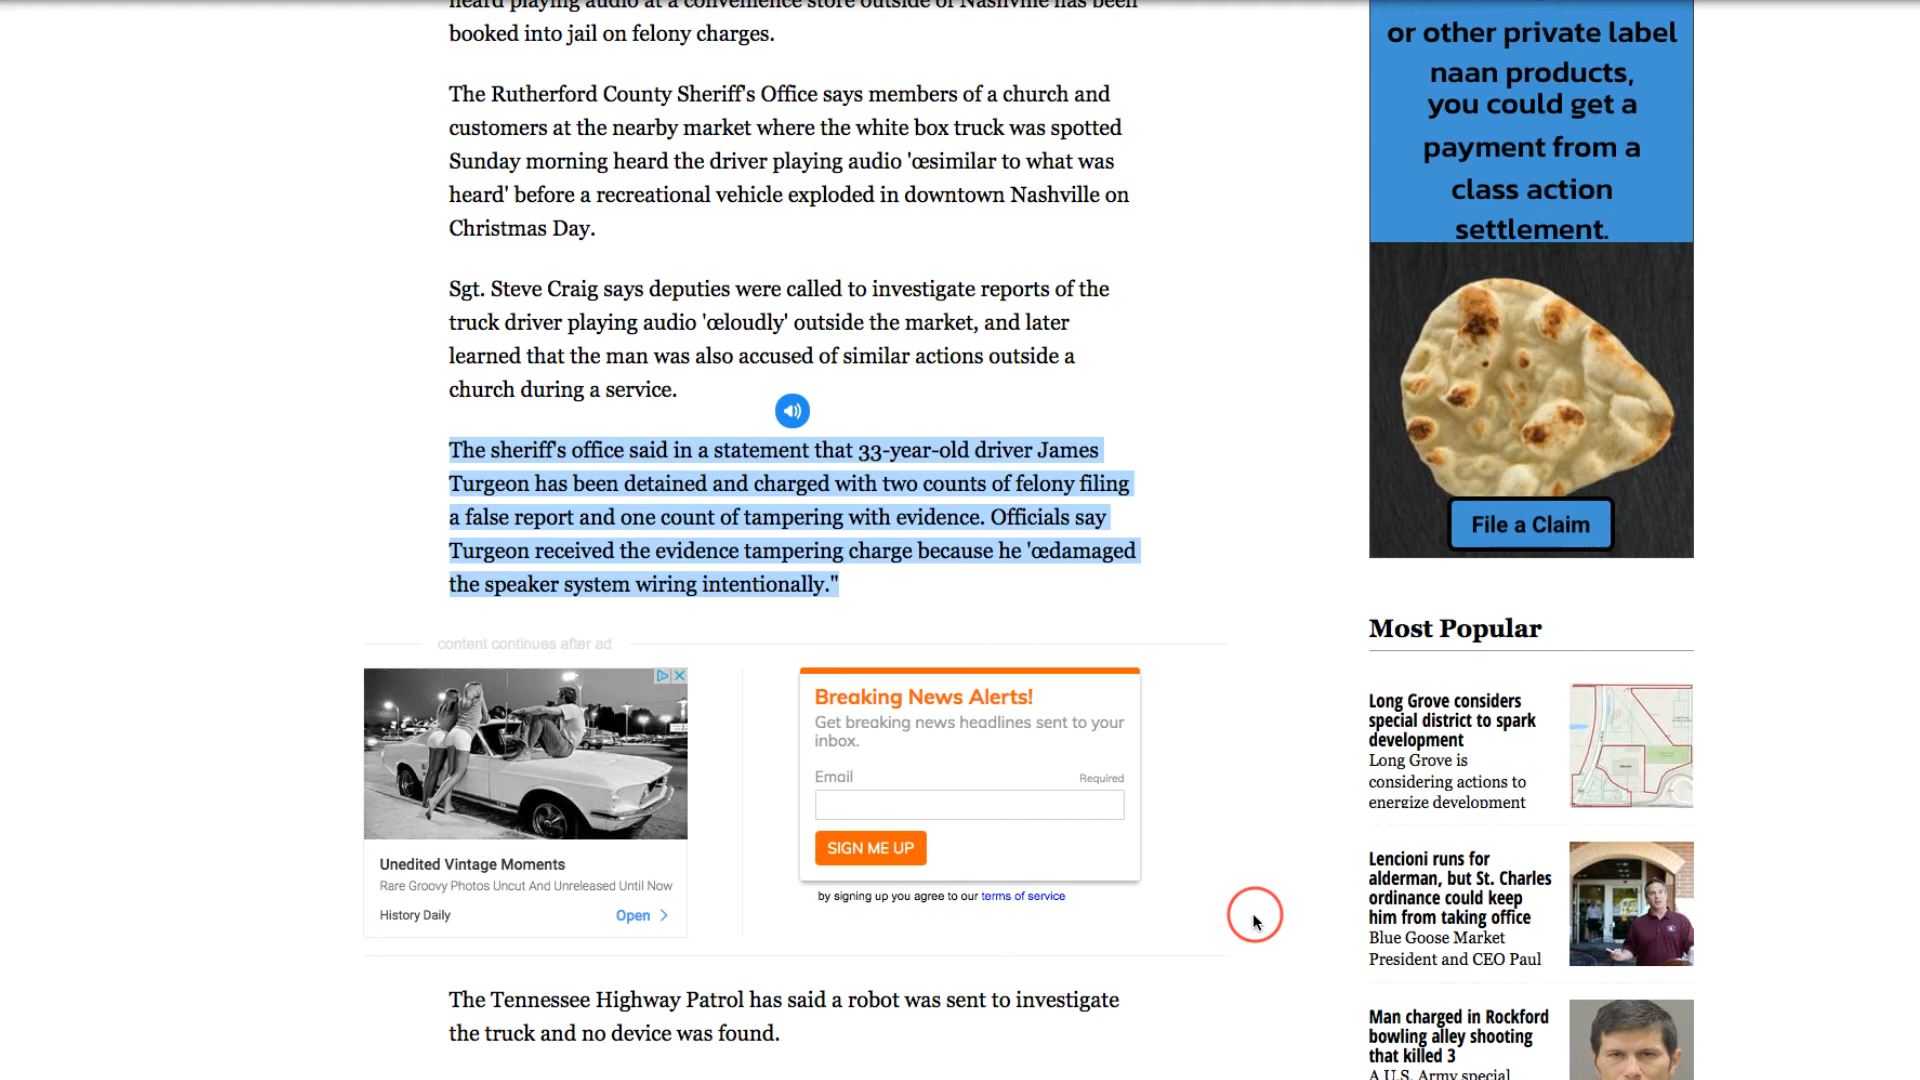 heard playing audio at a convenience store outside of Nashville has been
booked into jail on felony charges.
The Rutherford County Sheriff's Office says members of a church and
customers at the nearby market where the white box truck was spotted
Sunday morning heard the driver playing audio 'œsimilar to what was
heard' before a recreational vehicle exploded in downtown Nashville on
Christmas Day.
Sgt. Steve Craig says deputies were called to investigate reports of the
truck driver playing audio 'œloudly' outside the market, and later
learned that the man was also accused of similar actions outside a
church during a service.
The sheriff's office said in a statement that 33-year-old driver James
Turgeon has been detained and charged with two counts of felony filing
a false report and one count of tampering with evidence. Officials say
Turgeon received the evidence tampering charge because he 'œdamaged
the speaker system wiring intentionally."
content continues after ad
Unedited Vintage Moments
Rare Groovy Photos Uncut And Unreleased Until Now
History Daily
Open
Breaking News Alerts!
Get breaking news headlines sent to your
inbox.
Email
Required
SIGN ME UP
by signing up you agree to our terms of service
The Tennessee Highway Patrol has said a robot was sent to investigate
the truck and no device was found.
or other private label
naan products,
you could get a
payment from a
class action
settlement.
File a Claim
Most Popular
Long Grove considers
special district to spark
development
Long Grove is
considering actions to
energize development
Lencioni runs for
alderman, but St. Charles
ordinance could keep
him from taking office
Blue Goose Market
President and CEO Paul
Man charged in Rockford
bowling alley shooting
that killed 3
A U.S. Army special